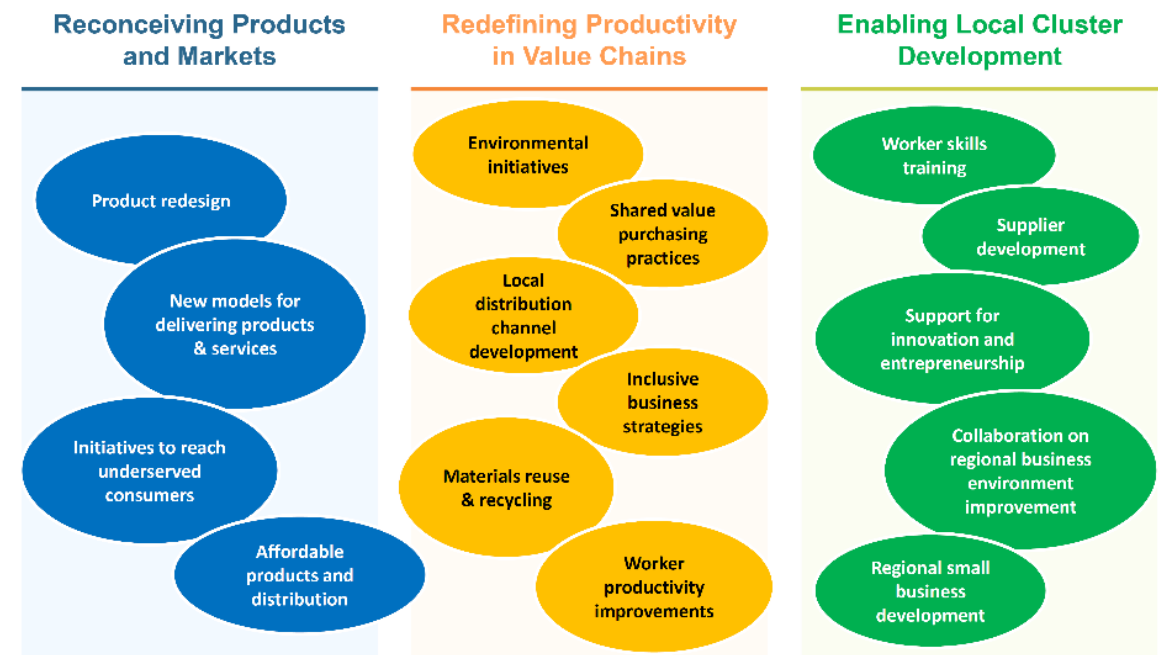 Reconceiving Products
and Markets
Product redesign
New models for
delivering products
& services
Initiatives to reach
underserved
consumers
Affordable
products and
distribution
Redefining Productivity
in Value Chains
Environmental
initiatives
Shared value
purchasing
practices
Local
distribution
channel
development
Inclusive
business
strategies
Materials reuse
& recycling
Worker
productivity
improvements
Enabling Local Cluster
Development
Worker skills
training
Supplier
development
Support for
innovation and
entrepreneurship
Collaboration on
regional business
environment
improvement
Regional small
business
development